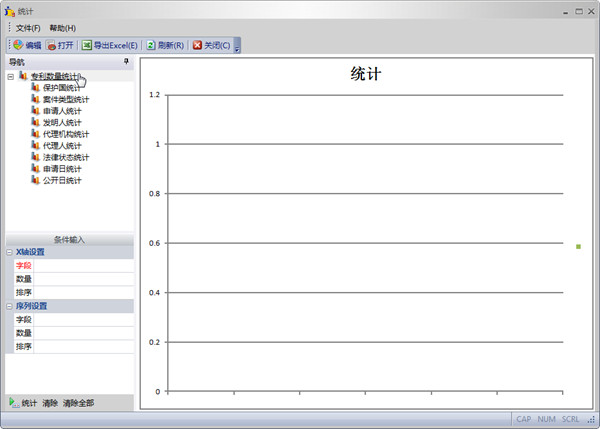 统计
文件(F) 帮助(H)
编辑 打开 导出Excel(E) 刷新(R) 关闭(C)
导航
专利数量统计
保护国统计
案件类型统计
申请人统计
发明人统计
代理机构统计
代理人统计
法律状态统计
申请日统计
公开日统计
条件输入
X轴设置
字段
数量
排序
序列设置
字段
数量
排序
统计 清除 清除全部
统计
1.2
1
0.8
0.6
0.4
0.2
0
CAP NUM SCRL